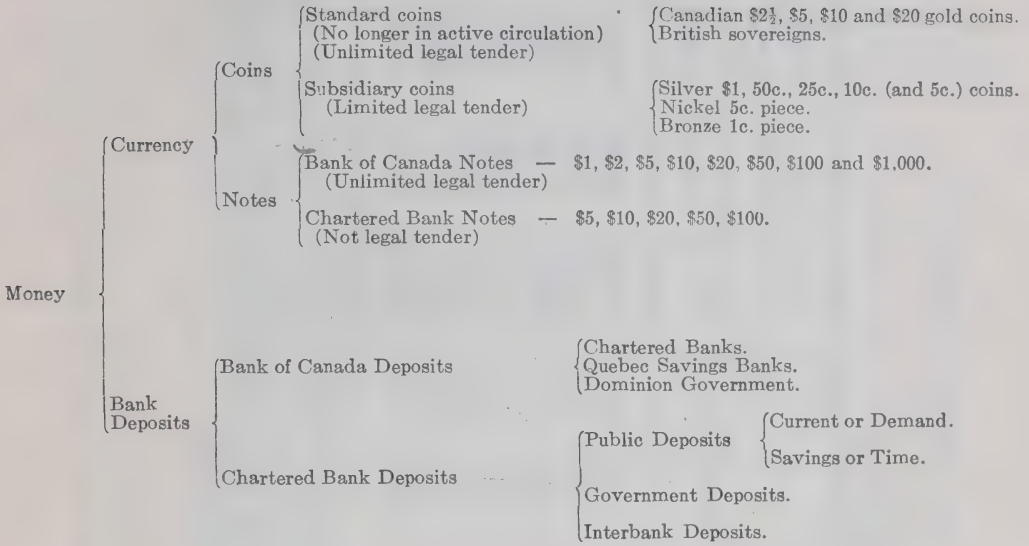 Standard coins
(No longer in active circulation)
(Unlimited legal tender)
Canadian $2½, $5, $10 and $20 gold coins.
British sovereigns.
Coins
Subsidiary coins
(Limited legal tender)
Silver $1, 50c., 25c., 10c. (and 5c.) coins.
Nickel 5c. piece.
Bronze 1c. piece.
Currency
Bank of Canada Notes — $1, $2, $5, $10, $20, $50, $100 and $1,000.
(Unlimited legal tender)
Notes
Chartered Bank Notes — $5, $10, $20, $50, $100.
(Not legal tender)
Money
Bank of Canada Deposits
Chartered Banks.
Quebec Savings Banks.
Dominion Government.
Bank
Deposits
Chartered Bank Deposits
Public Deposits
Current or Demand.
Savings or Time.
Government Deposits.
Interbank Deposits.